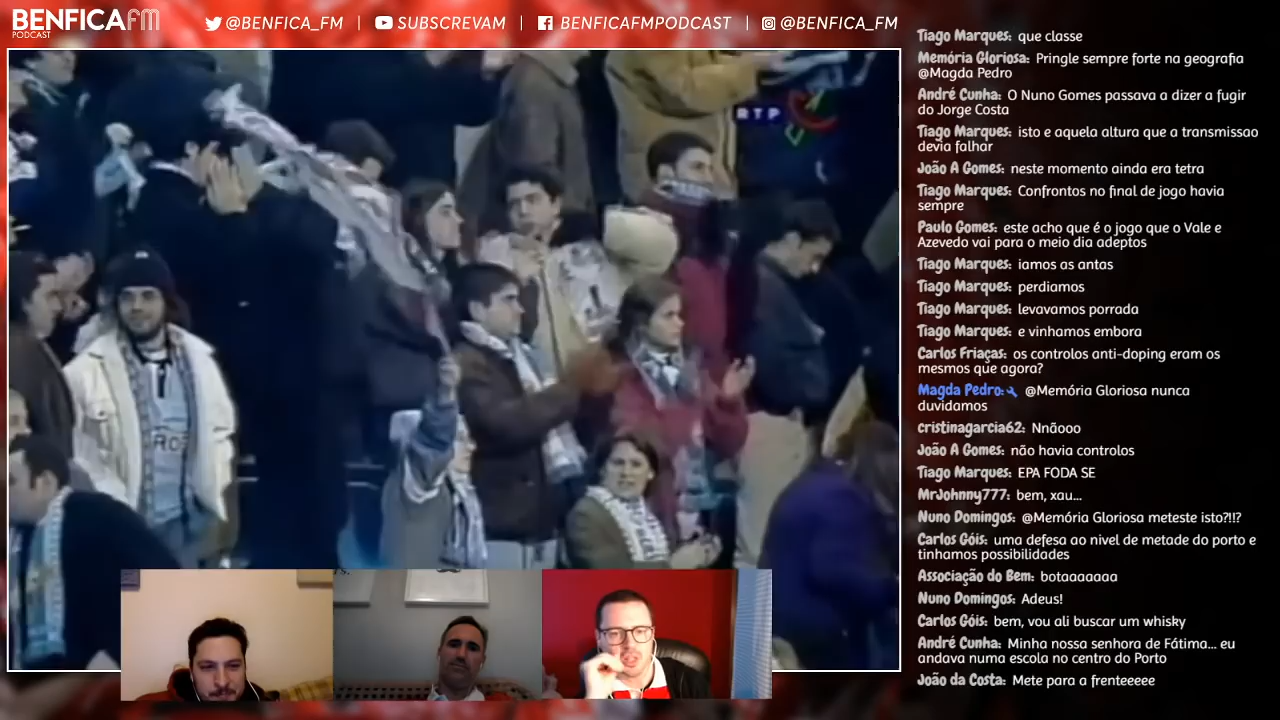 BENFICAFM
PODCAST
@BENFICA_FM | SUBSCREVAM | BENFICAFMPODCAST | @BENFICA_FM
RTP
Tiago Marques: que classe
Memória Gloriosa: Pringle sempre forte na geografia
@Magda Pedro
André Cunha: O Nuno Gomes passava a dizer a fugir
do Jorge Costa
Tiago Marques: isto e aquela altura que a transmissao
devia falhar
João A Gomes: neste momento ainda era tetra
Tiago Marques: Confrontos no final de jogo havia
sempre
Paulo Gomes: este acho que é o jogo que o Vale e
Azevedo vai para o meio dia adeptos
Tiago Marques: iamos as antas
Tiago Marques: perdiamos
Tiago Marques: levavamos porrada
Tiago Marques: e vinhamos embora
Carlos Friaças: os controlos anti-doping eram os
mesmos que agora?
Magda Pedro: @Memória Gloriosa nunca
duvidamos
cristinagarcia62: Nnãooo
João A Gomes: não havia controlos
Tiago Marques: EPA FODA SE
MrJohnny777: bem, xau...
Nuno Domingos: @Memória Gloriosa meteste isto?!!?
Carlos Góis: uma defesa ao nivel de metade do porto e
tinhamos possibilidades
Associação do Bem: botaaaaaaa
Nuno Domingos: Adeus!
Carlos Góis: bem, vou ali buscar um whisky
André Cunha: Minha nossa senhora de Fátima... eu
andava numa escola no centro do Porto
João da Costa: Mete para a frenteeeee